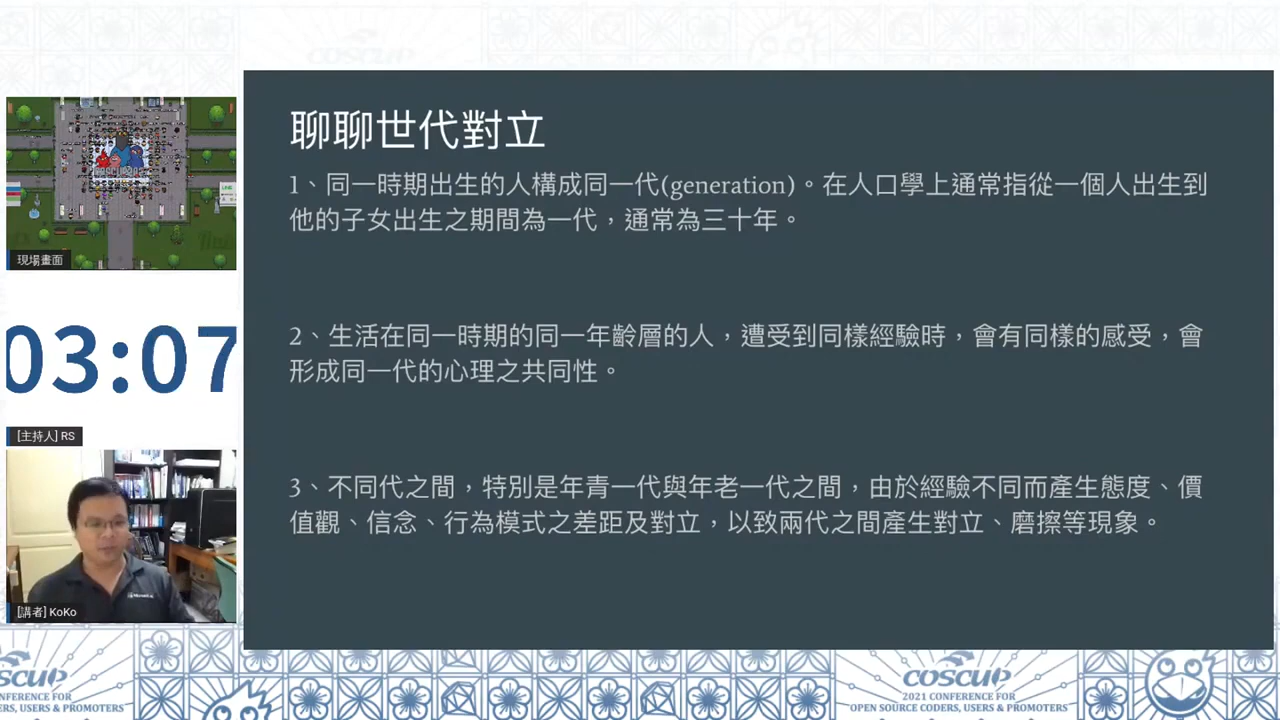 coscup
聊聊世代對立
1、同一時期出生的人構成同一代(generation)。在人口學上通常指從一個人出生到
他的子女出生之期間為一代，通常為三十年。
2、生活在同一時期的同一年齡層的人，遭受到同樣經驗時，會有同樣的感受，會
形成同一代的心理之共同性。
3、不同代之間，特別是年青一代與年老一代之間，由於經驗不同而產生態度、價
值觀、信念、行為模式之差距及對立，以致兩代之間產生對立、磨擦等現象。
LINE
現場畫面
03:07
[主持人] RS
Microsoft
[講者] KoKo
coscup
NFERENCE FOR
RS, USERS & PROMOTERS
coscup
2021 CONFERENCE FOR
OPEN SOURCE CODERS, USERS & PROMOTERS